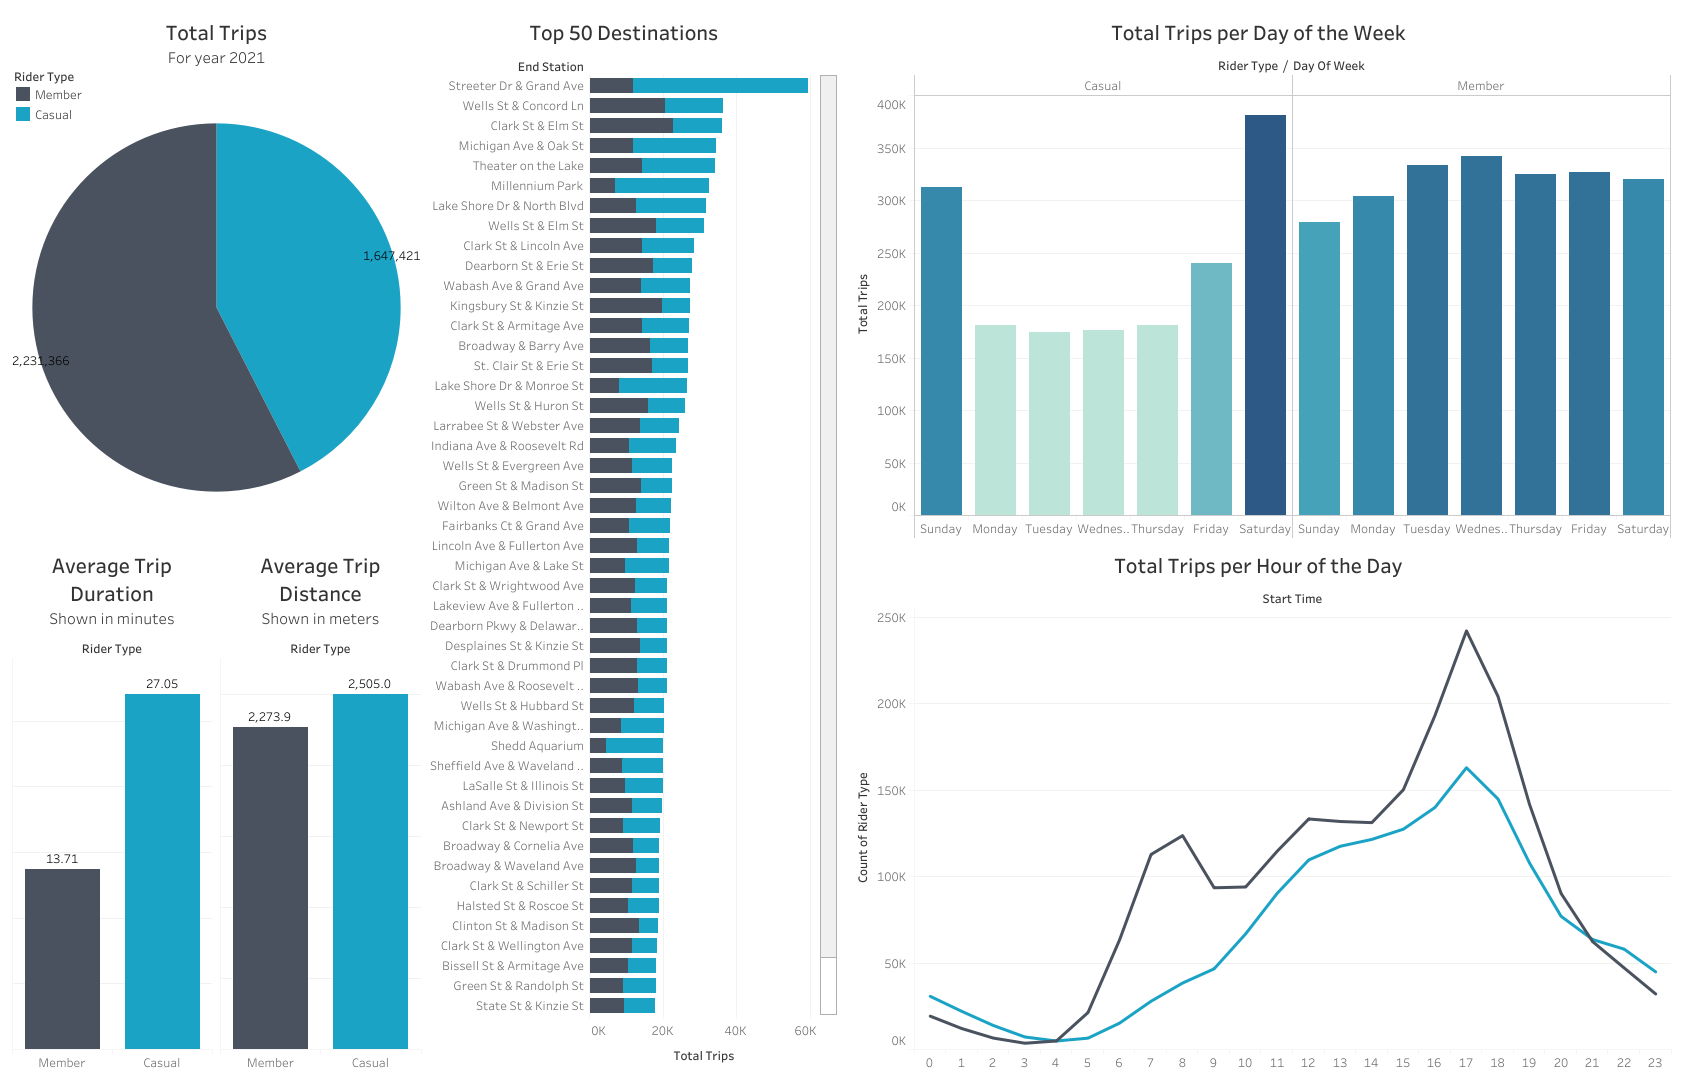 Total Trips
For year 2021
Rider Type
Member
Casual
1,647,421
2,231,366
Average Trip
Duration
Shown in minutes
Rider Type
27.05
13.71
Member
Casual
Average Trip
Distance
Shown in meters
Rider Type
2,505.0
2,273.9
Member
Casual
Top 50 Destinations
End Station
Streeter Dr & Grand Ave
Wells St & Concord Ln
Clark St & Elm St
Michigan Ave & Oak St
Theater on the Lake
Millennium Park
Lake Shore Dr & North Blvd
Wells St & Elm St
Clark St & Lincoln Ave
Dearborn St & Erie St
Wabash Ave & Grand Ave
Kingsbury St & Kinzie St
Clark St & Armitage Ave
Broadway & Barry Ave
St. Clair St & Erie St
Lake Shore Dr & Monroe St
Wells St & Huron St
Larrabee St & Webster Ave
Indiana Ave & Roosevelt Rd
Wells St & Evergreen Ave
Green St & Madison St
Wilton Ave & Belmont Ave
Fairbanks Ct & Grand Ave
Lincoln Ave & Fullerton Ave
Michigan Ave & Lake St
Clark St & Wrightwood Ave
Lakeview Ave & Fullerton ..
Dearborn Pkwy & Delawar..
Desplaines St & Kinzie St
Clark St & Drummond Pl
Wabash Ave & Roosevelt ..
Wells St & Hubbard St
Michigan Ave & Washingt..
Shedd Aquarium
Sheffield Ave & Waveland ..
LaSalle St & Illinois St
Ashland Ave & Division St
Clark St & Newport St
Broadway & Cornelia Ave
Broadway & Waveland Ave
Clark St & Schiller St
Halsted St & Roscoe St
Clinton St & Madison St
Clark St & Wellington Ave
Bissell St & Armitage Ave
Green St & Randolph St
State St & Kinzie St
0K 20K 40K 60K
Total Trips
Total Trips per Day of the Week
Rider Type / Day Of Week
Casual Member
400K
350K
300K
250K
200K
150K
100K
50K
0K
Total Trips
Sunday Monday Tuesday Wednes.. Thursday Friday Saturday Sunday Monday Tuesday Wednes.. Thursday Friday Saturday
Total Trips per Hour of the Day
Start Time
250K
200K
150K
100K
50K
0K
Count of Rider Type
0 1 2 3 4 5 6 7 8 9 10 11 12 13 14 15 16 17 18 19 20 21 22 23